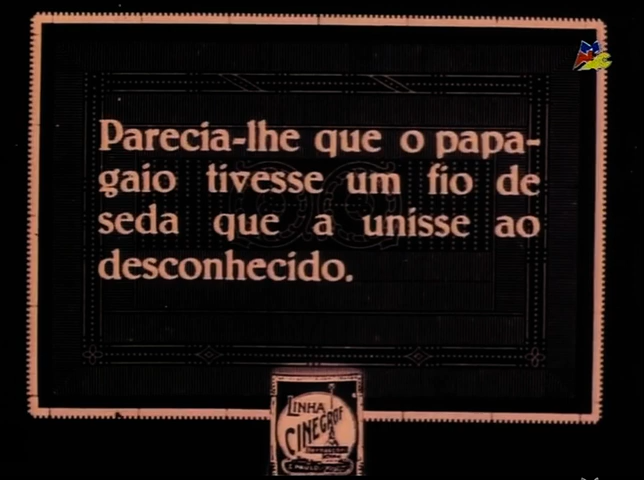 Parecia-lhe que o papa-
gaio tivesse um fio de
seda que a unisse ao
desconhecido.
LINHA
CINEGRAF